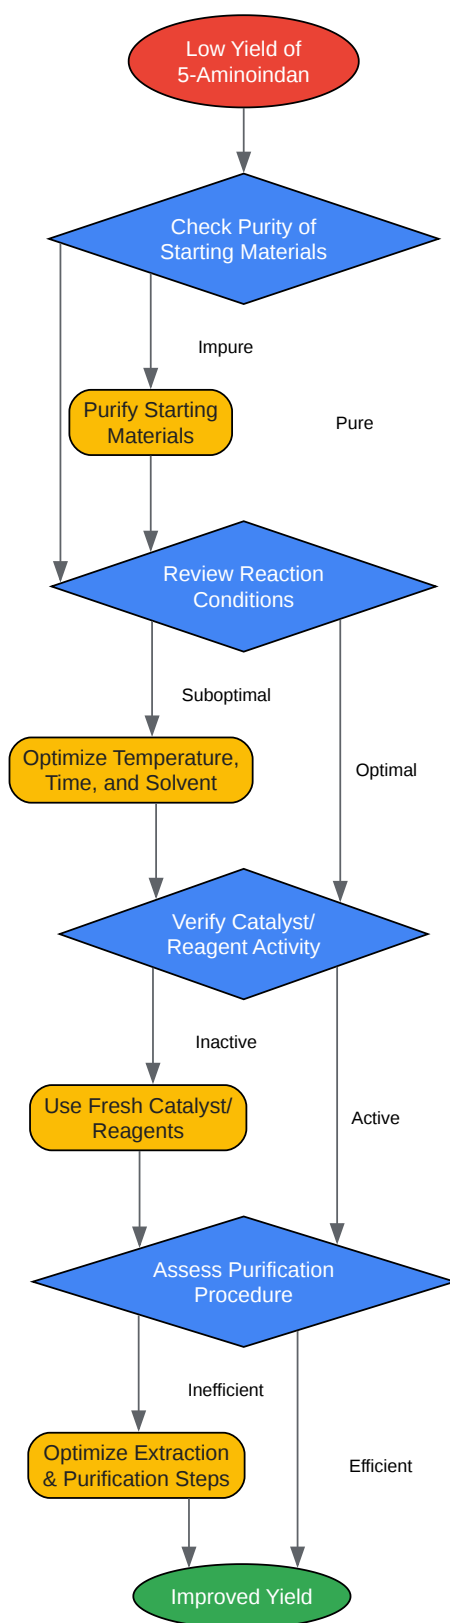 Low Yield of
5-Aminoindan
Check Purity of
Starting Materials
Impure
Purify Starting
Materials
Pure
Review Reaction
Conditions
Suboptimal
Optimize Temperature,
Time, and Solvent
Optimal
Verify Catalyst/
Reagent Activity
Inactive
Use Fresh Catalyst/
Reagents
Active
Assess Purification
Procedure
Inefficient
Optimize Extraction
& Purification Steps
Efficient
Improved Yield